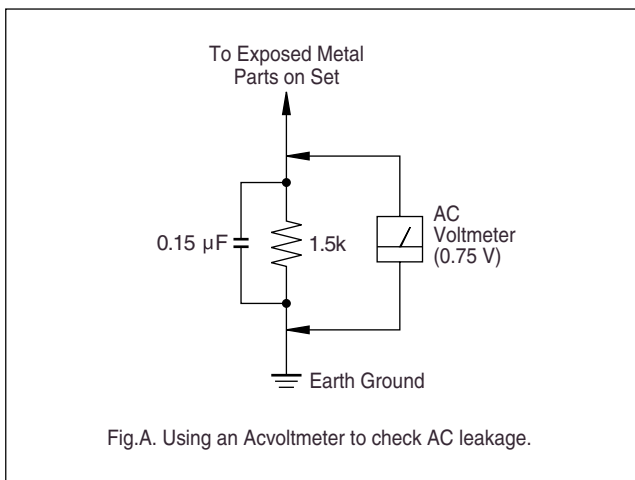 To Exposed Metal
Parts on Set
0.15 µF
1.5k
AC
Voltmeter
(0.75 V)
Earth Ground
Fig.A. Using an Acvoltmeter to check AC leakage.